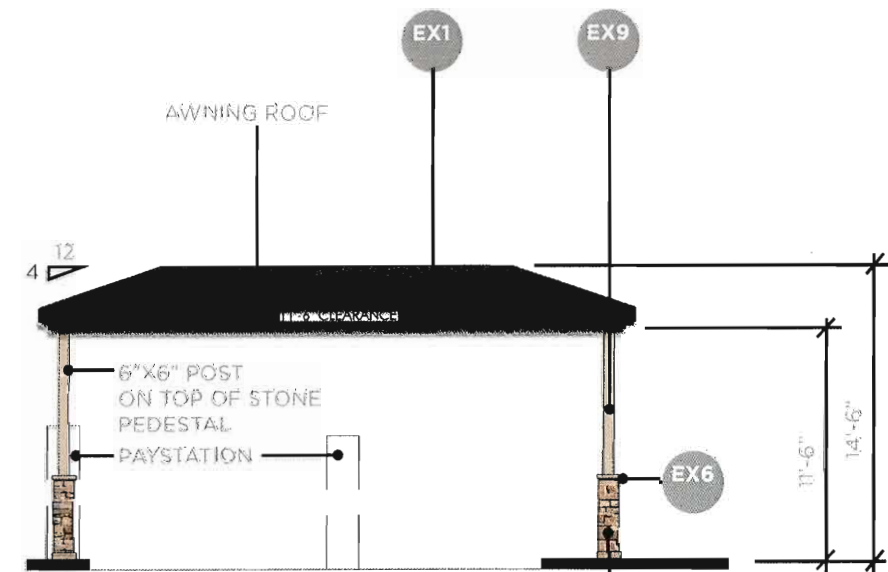 EX1
EX9
AWNING ROOF
12
4
11'-6" CLEARANCE
6"X6" POST
ON TOP OF STONE
PEDESTAL
PAYSTATION
EX6
11'-6"
14'-6"